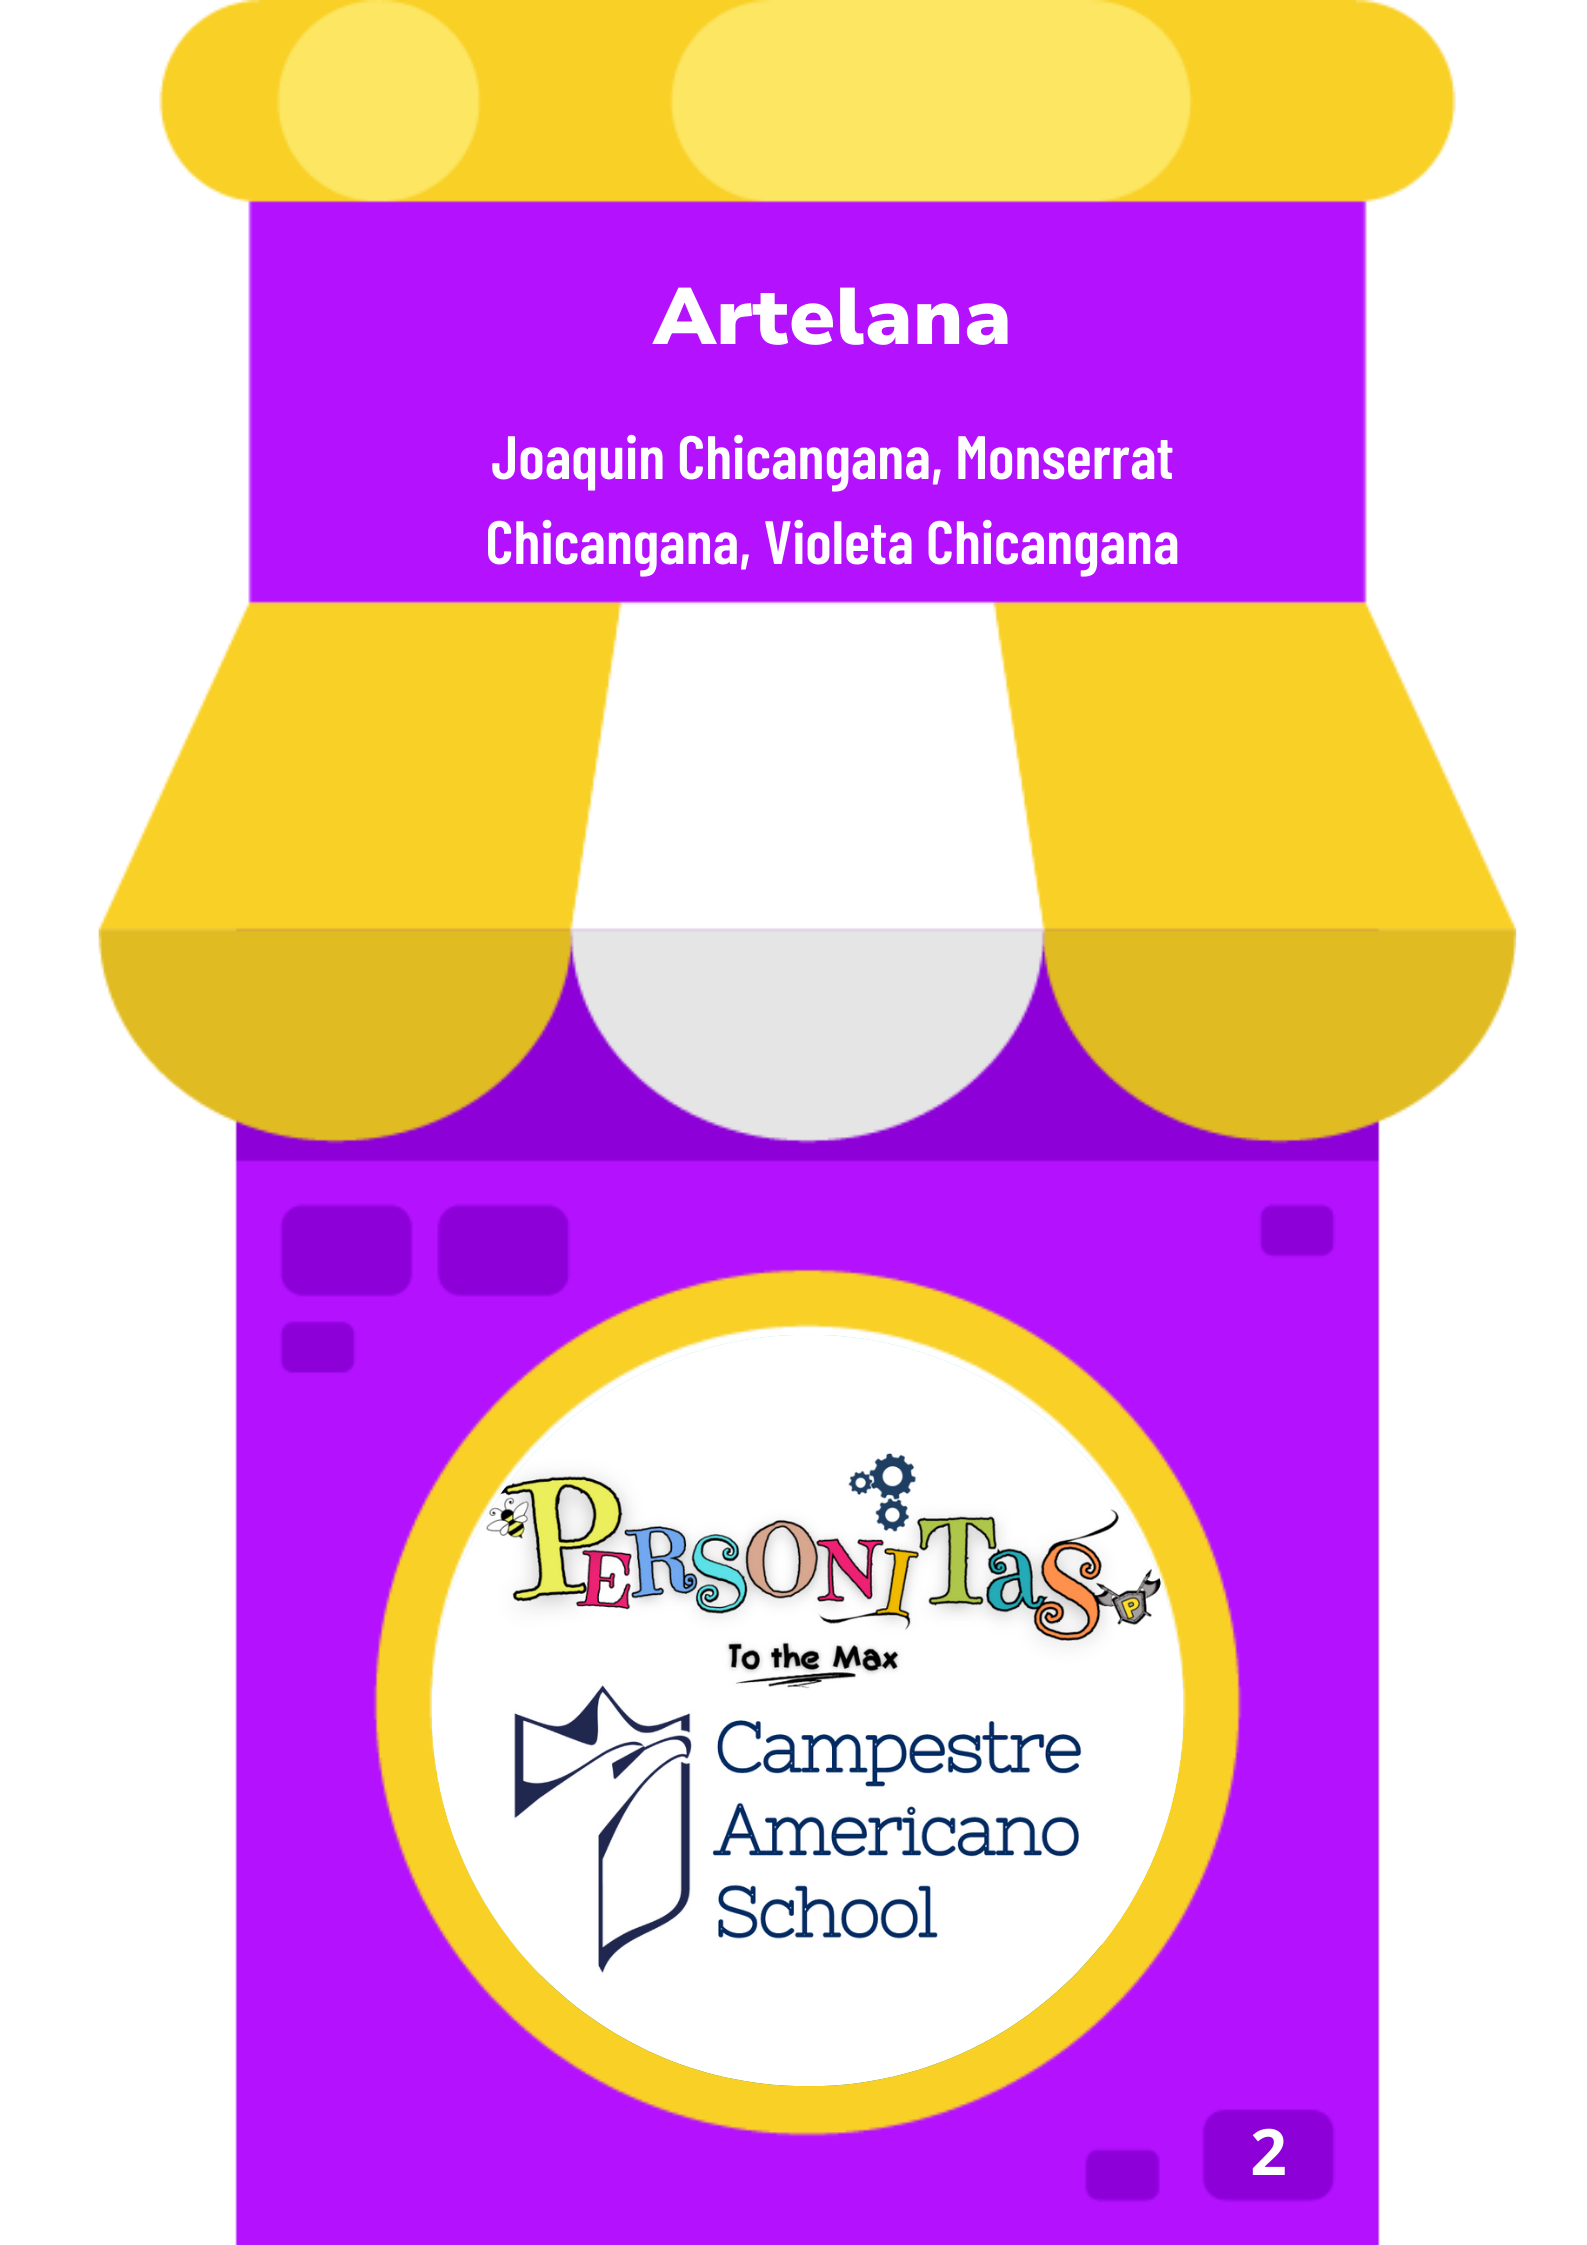 Artelana
Joaquin Chicangana, Monserrat
Chicangana, Violeta Chicangana
PERSONITaS
P
To the Max
Campestre
Americano
School
2